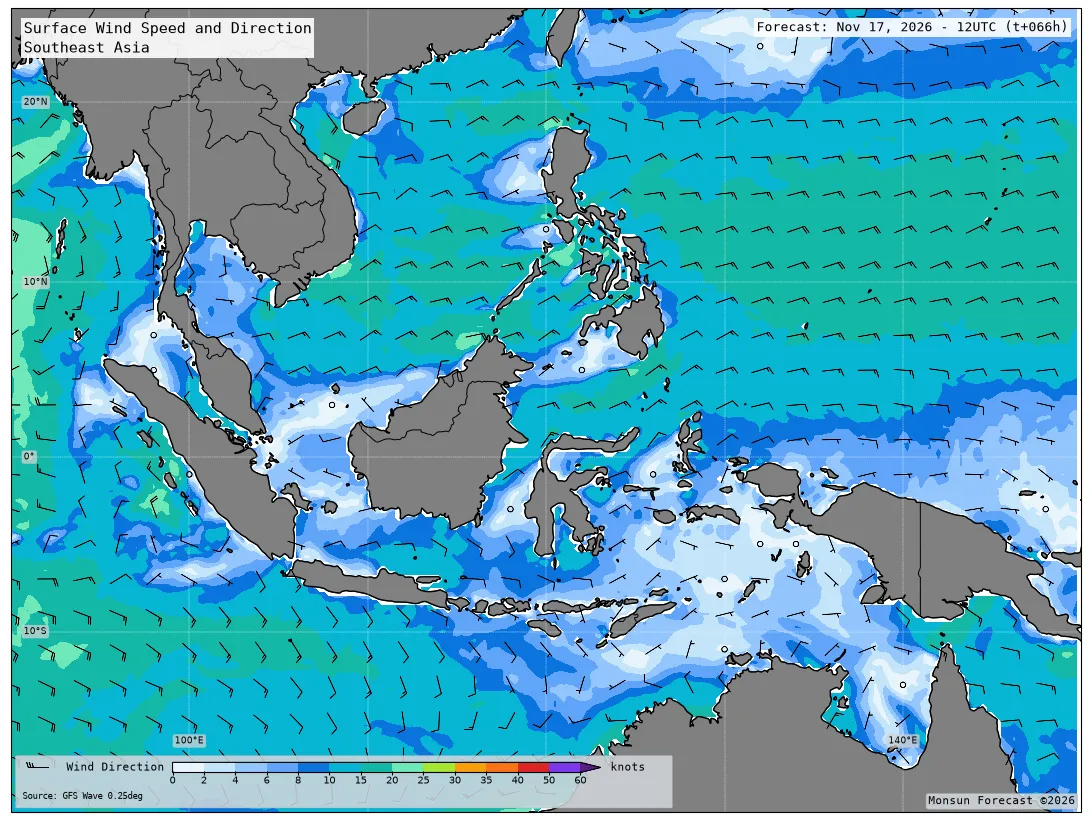 Surface Wind Speed and Direction
Southeast Asia
Forecast: Nov 17, 2026 - 12UTC (t+066h)
20°N
10°N
0°
10°S
100°E
140°E
Wind Direction
0 2 4 6 8 10 15 20 25 30 35 40 50 60
knots
Source: GFS Wave 0.25deg
Monsun Forecast ©2026